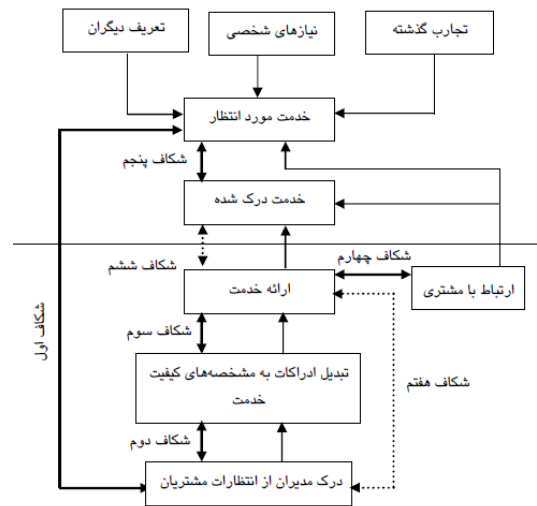 تجارب گذشته
نیازهای شخصی
تعریف دیگران
خدمت مورد انتظار
شکاف پنجم
خدمت درک شده
شکاف ششم
شکاف چهارم
ارائه خدمت
ارتباط با مشتری
شکاف اول
شکاف سوم
تبدیل ادراکات به مشخصه‌های کیفیت
خدمت
شکاف هفتم
شکاف دوم
درک مدیران از انتظارات مشتریان